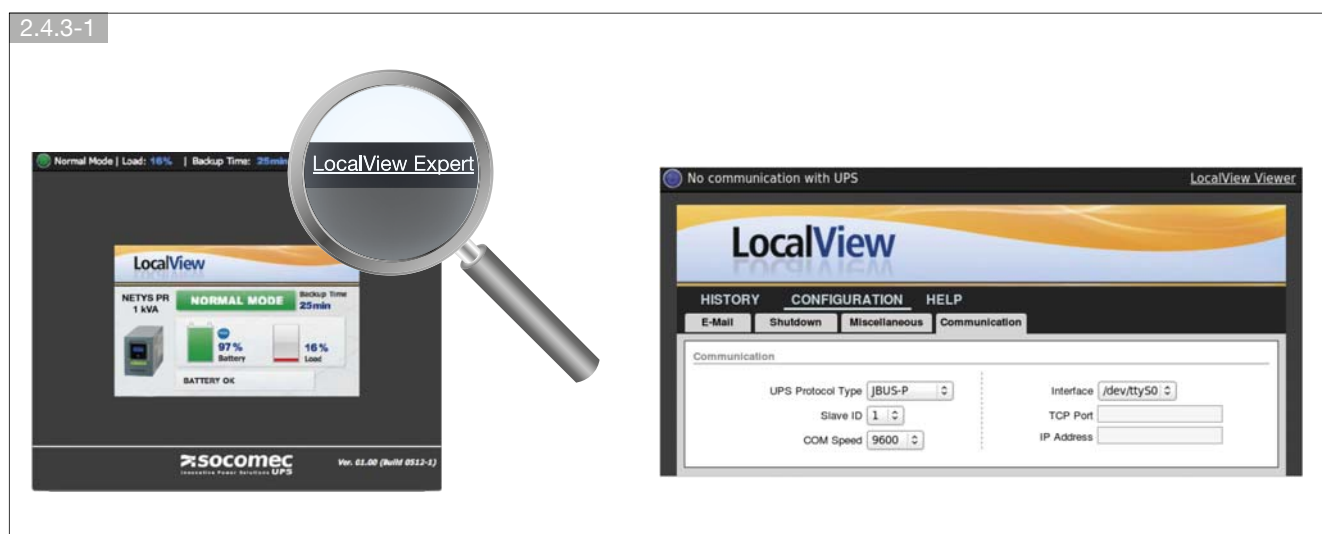 2.4.3-1
Normal Mode | Load: 16% | Backup Time: 25min
LocalView Expert
LocalView
NETYS PR
1 kVA
NORMAL MODE
Backup Time
25min
97%
Battery
16%
Load
BATTERY OK
socomec
Innovative Power Solutions UPS
Ver. 01.00 (Build 0512-1)
No communication with UPS
LocalView Viewer
LocalView
HISTORY CONFIGURATION HELP
E-Mail Shutdown Miscellaneous Communication
Communication
UPS Protocol Type JBUS-P
Slave ID 1
COM Speed 9600
Interface /dev/ttyS0
TCP Port
IP Address